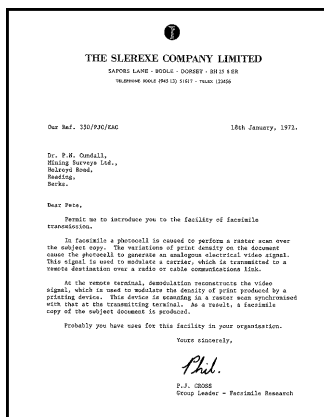 THE SLEREXE COMPANY LIMITED
SAPORS LANE - BOOLE - DORSET - BH 25 8 ER
TELEPHONE BOOLE (945 13) 51617 - TELEX 123456
Our Ref. 350/PJC/EAC 18th January, 1972.
Dr. P.N. Cundall,
Mining Surveys Ltd.,
Holroyd Road,
Reading,
Berks.
Dear Pete,
Permit me to introduce you to the facility of facsimile
transmission.
In facsimile a photocell is caused to perform a raster scan over
the subject copy. The variations of print density on the document
cause the photocell to generate an analogous electrical video signal.
This signal is used to modulate a carrier, which is transmitted to a
remote destination over a radio or cable communications link.
At the remote terminal, demodulation reconstructs the video
signal, which is used to modulate the density of print produced by a
printing device. This device is scanning in a raster scan synchronised
with that at the transmitting terminal. As a result, a facsimile
copy of the subject document is produced.
Probably you have uses for this facility in your organisation.
Yours sincerely,
Phil.
P.J. CROSS
Group Leader - Facsimile Research